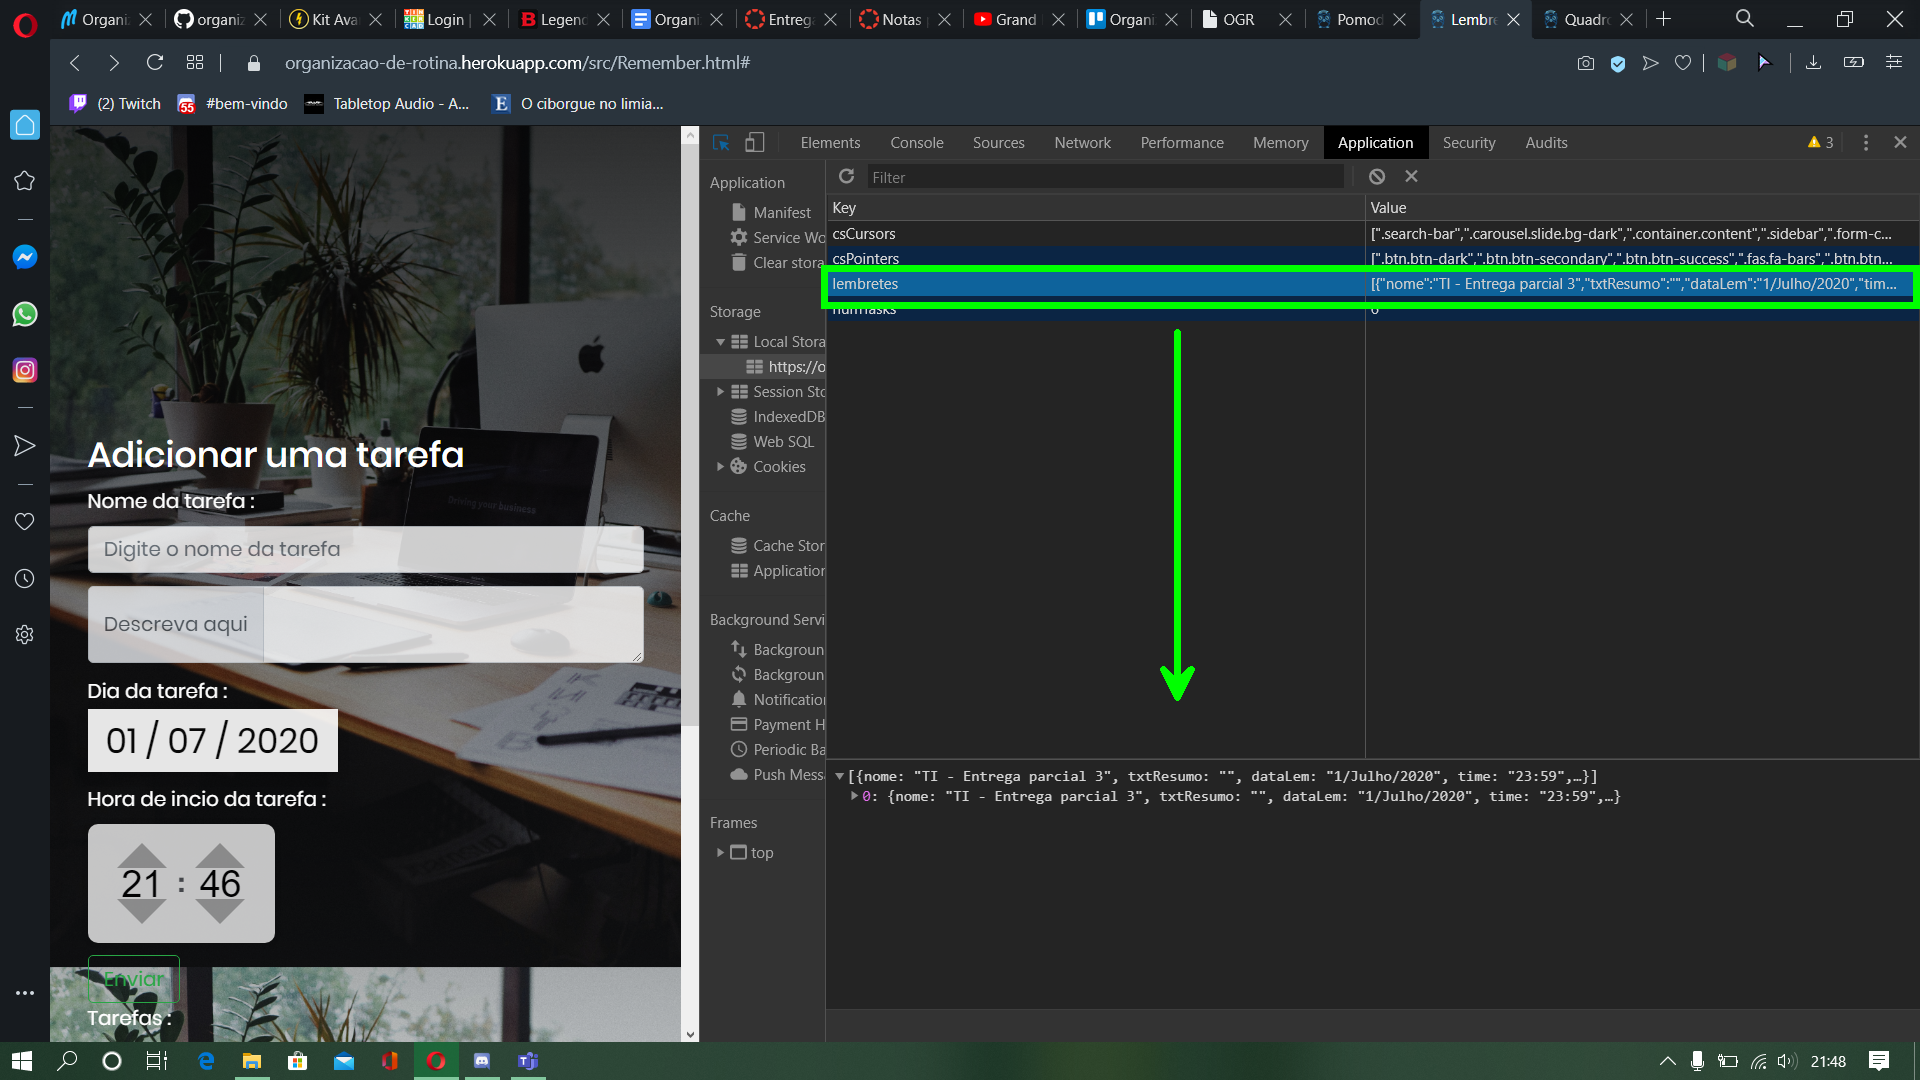 Organi
organi
Kit Ava
Login |
Legen
Organi
Entreg
Notas
Grand
Organi
OGR
Pomod
Lembre
Quadro
organizacao-de-rotina.herokuapp.com/src/Remember.html#
(2) Twitch
55
#bem-vindo
Tabletop Audio - A...
E
O ciborgue no limia...
Elements
Console
Sources
Network
Performance
Memory
Application
Security
Audits
3
Application
Manifest
Service Wo
Clear stora
Storage
Local Stora
https://o
Session Sto
IndexedDB
Web SQL
Cookies
Cache
Cache Stor
Application
Background Servi
Backgroun
Backgroun
Notification
Payment H
Periodic Ba
Push Messa
Frames
top
Filter
Key
Value
csCursors
[".search-bar",".carousel.slide.bg-dark",".container.content",".sidebar",".form-c...
csPointers
[".btn.btn-dark",".btn.btn-secondary",".btn.btn-success",".fas.fa-bars",".btn.btn...
lembretes
[{"nome":"TI - Entrega parcial 3","txtResumo":"","dataLem":"1/Julho/2020","tim...
numTasks
0
[{nome: "TI - Entrega parcial 3", txtResumo: "", dataLem: "1/Julho/2020", time: "23:59",…}]
0: {nome: "TI - Entrega parcial 3", txtResumo: "", dataLem: "1/Julho/2020", time: "23:59",…}
Adicionar uma tarefa
Nome da tarefa :
Digite o nome da tarefa
Descreva aqui
Dia da tarefa :
01 / 07 / 2020
Hora de incio da tarefa :
21 : 46
Enviar
Tarefas :
21:48